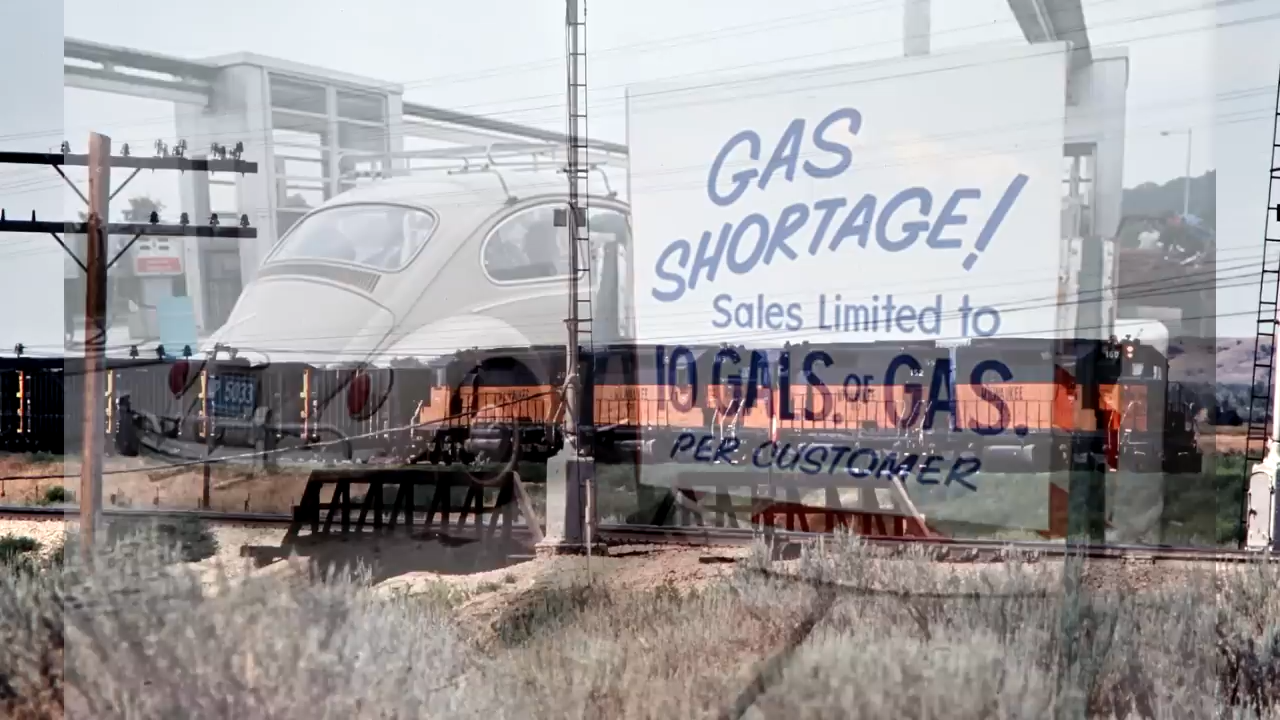 GAS
SHORTAGE!
Sales Limited to
10 GALS. OF GAS.
PER CUSTOMER